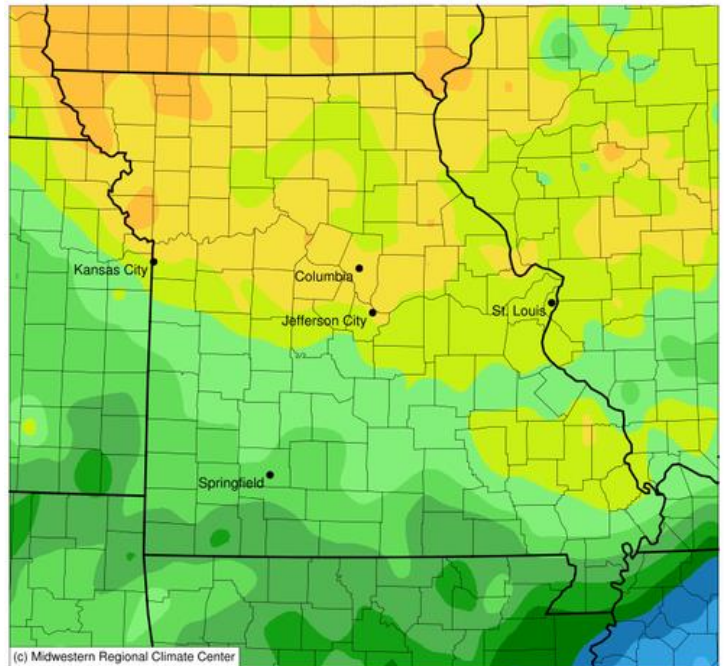 Kansas City
Columbia
Jefferson City
St. Louis
Springfield
(c) Midwestern Regional Climate Center